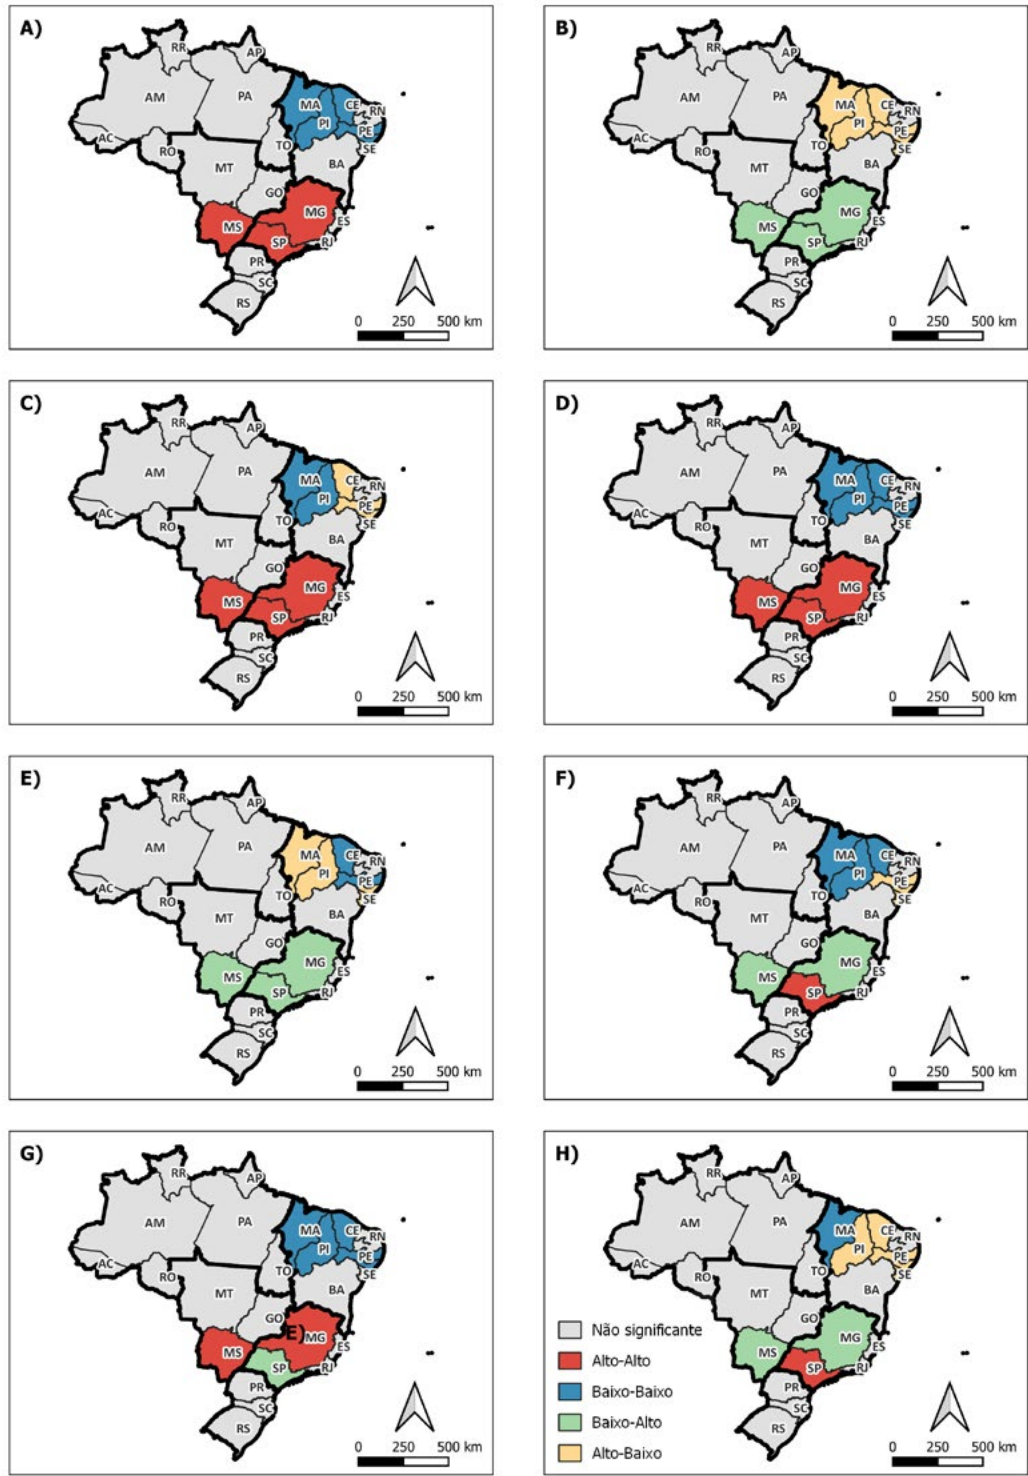 A)
RR
AP
AM
PA
MA
CE
RN
PI
PE
AC
RO
TO
SE
MT
BA
GO
MG
ES
MS
SP
RJ
PR
SC
RS
0 250 500 km
B)
RR
AP
AM
PA
MA
CE
RN
PI
PE
AC
RO
TO
SE
MT
BA
GO
MG
ES
MS
SP
RJ
PR
SC
RS
0 250 500 km
C)
RR
AP
AM
PA
MA
CE
RN
PI
PE
AC
RO
TO
SE
MT
BA
GO
MG
ES
MS
SP
RJ
PR
SC
RS
0 250 500 km
D)
RR
AP
AM
PA
MA
CE
RN
PI
PE
AC
RO
TO
SE
MT
BA
GO
MG
ES
MS
SP
RJ
PR
SC
RS
0 250 500 km
E)
RR
AP
AM
PA
MA
CE
RN
PI
PE
AC
RO
TO
SE
MT
BA
GO
MG
ES
MS
SP
RJ
PR
SC
RS
0 250 500 km
F)
RR
AP
AM
PA
MA
CE
RN
PI
PE
AC
RO
TO
SE
MT
BA
GO
MG
ES
MS
SP
RJ
PR
SC
RS
0 250 500 km
G)
RR
AP
AM
PA
MA
CE
RN
PI
PE
AC
RO
TO
SE
MT
BA
GO
E)
MG
ES
MS
SP
RJ
PR
SC
RS
0 250 500 km
H)
RR
AP
AM
PA
MA
CE
RN
PI
PE
AC
RO
TO
SE
MT
BA
GO
MG
ES
MS
SP
RJ
PR
SC
RS
0 250 500 km
Não significante
Alto-Alto
Baixo-Baixo
Baixo-Alto
Alto-Baixo